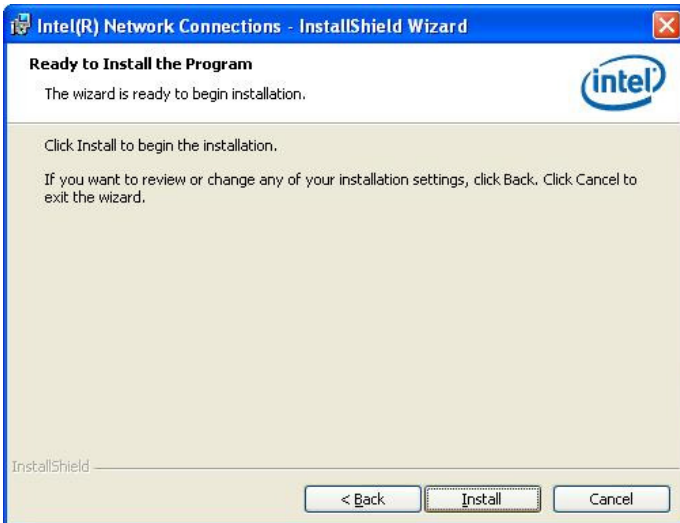 Intel(R) Network Connections - InstallShield Wizard
Ready to Install the Program
The wizard is ready to begin installation.
intel
Click Install to begin the installation.
If you want to review or change any of your installation settings, click Back. Click Cancel to
exit the wizard.
InstallShield
< Back
Install
Cancel